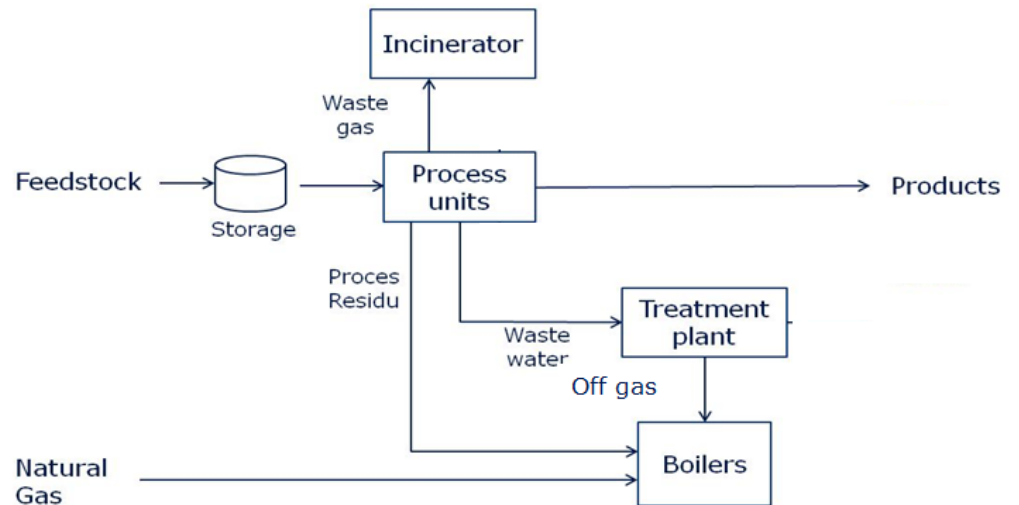 Incinerator
Waste
gas
Feedstock
Storage
Process
units
Products
Proces
Residu
Waste
water
Treatment
plant
Off gas
Boilers
Natural
Gas